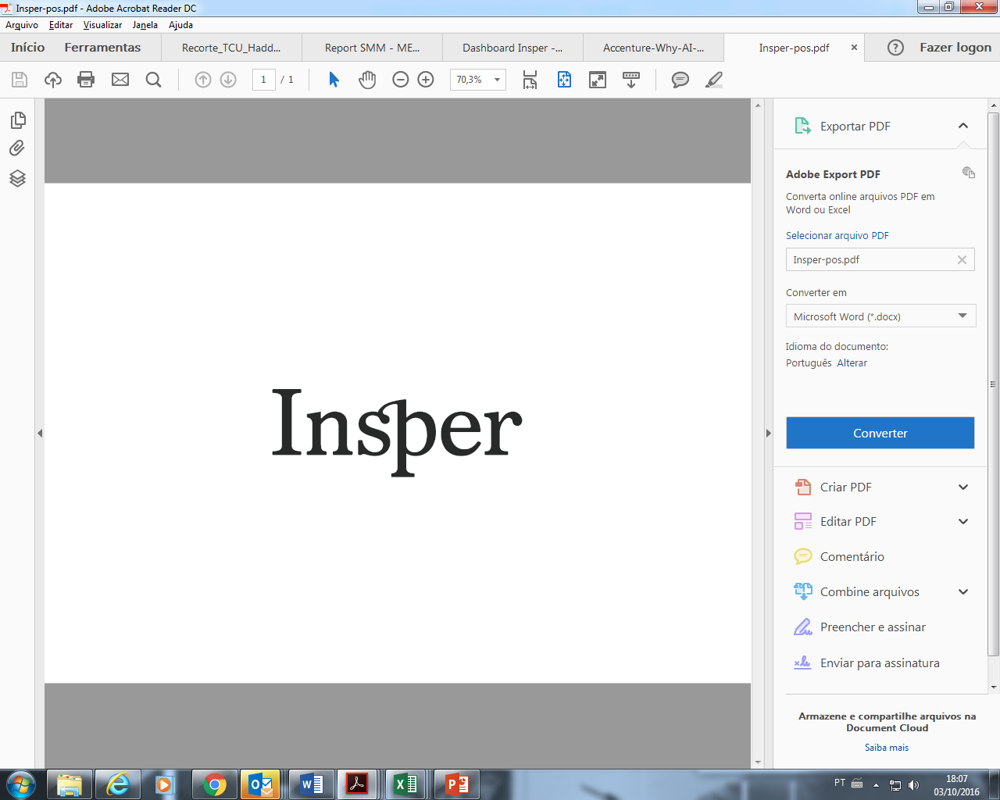 Insper-pos.pdf - Adobe Acrobat Reader DC
Arquivo Editar Visualizar Janela Ajuda
Início Ferramentas Recorte_TCU_Hadd... Report SMM - ME... Dashboard Insper -... Accenture-Why-AI-... Insper-pos.pdf × ? Fazer logon
1 / 1 70,3%
Exportar PDF
Adobe Export PDF
Converta online arquivos PDF em
Word ou Excel
Selecionar arquivo PDF
Insper-pos.pdf
Converter em
Microsoft Word (*.docx)
Idioma do documento:
Português Alterar
Insper
Converter
Criar PDF
Editar PDF
Comentário
Combine arquivos
Preencher e assinar
Enviar para assinatura
Armazene e compartilhe arquivos na
Document Cloud
Saiba mais
PT 18:07
03/10/2016